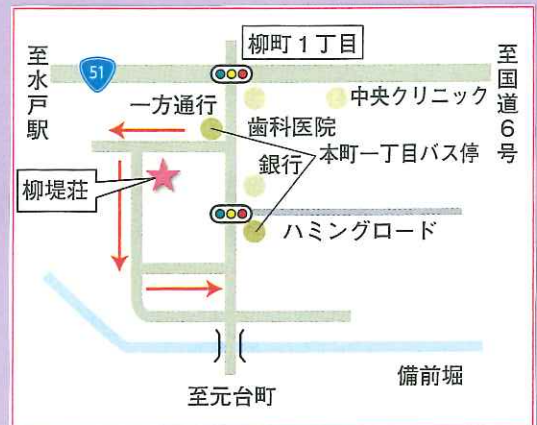 柳町1丁目
至水戸駅
51
至国道6号
中央クリニック
一方通行
歯科医院
本町一丁目バス停
銀行
柳堤荘
ハミングロード
備前堀
至元台町